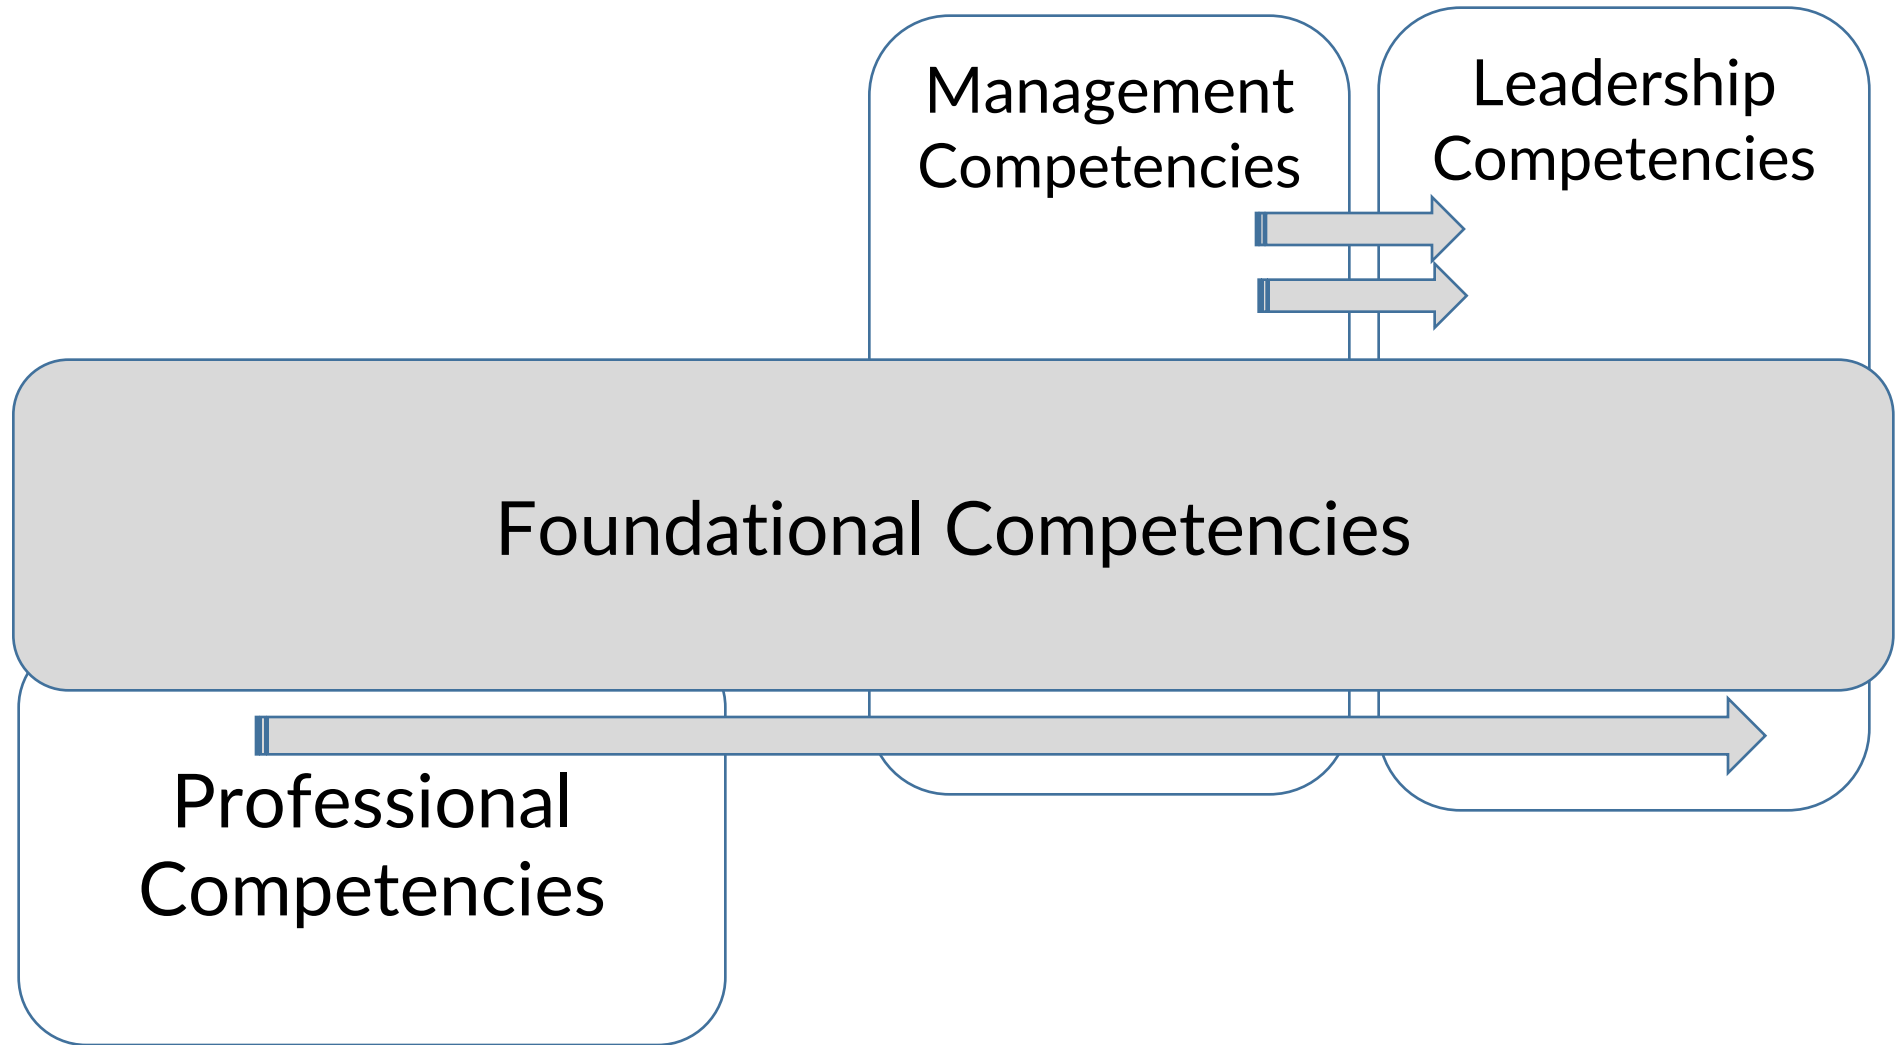 Management
Competencies
Leadership
Competencies
Foundational Competencies
Professional
Competencies